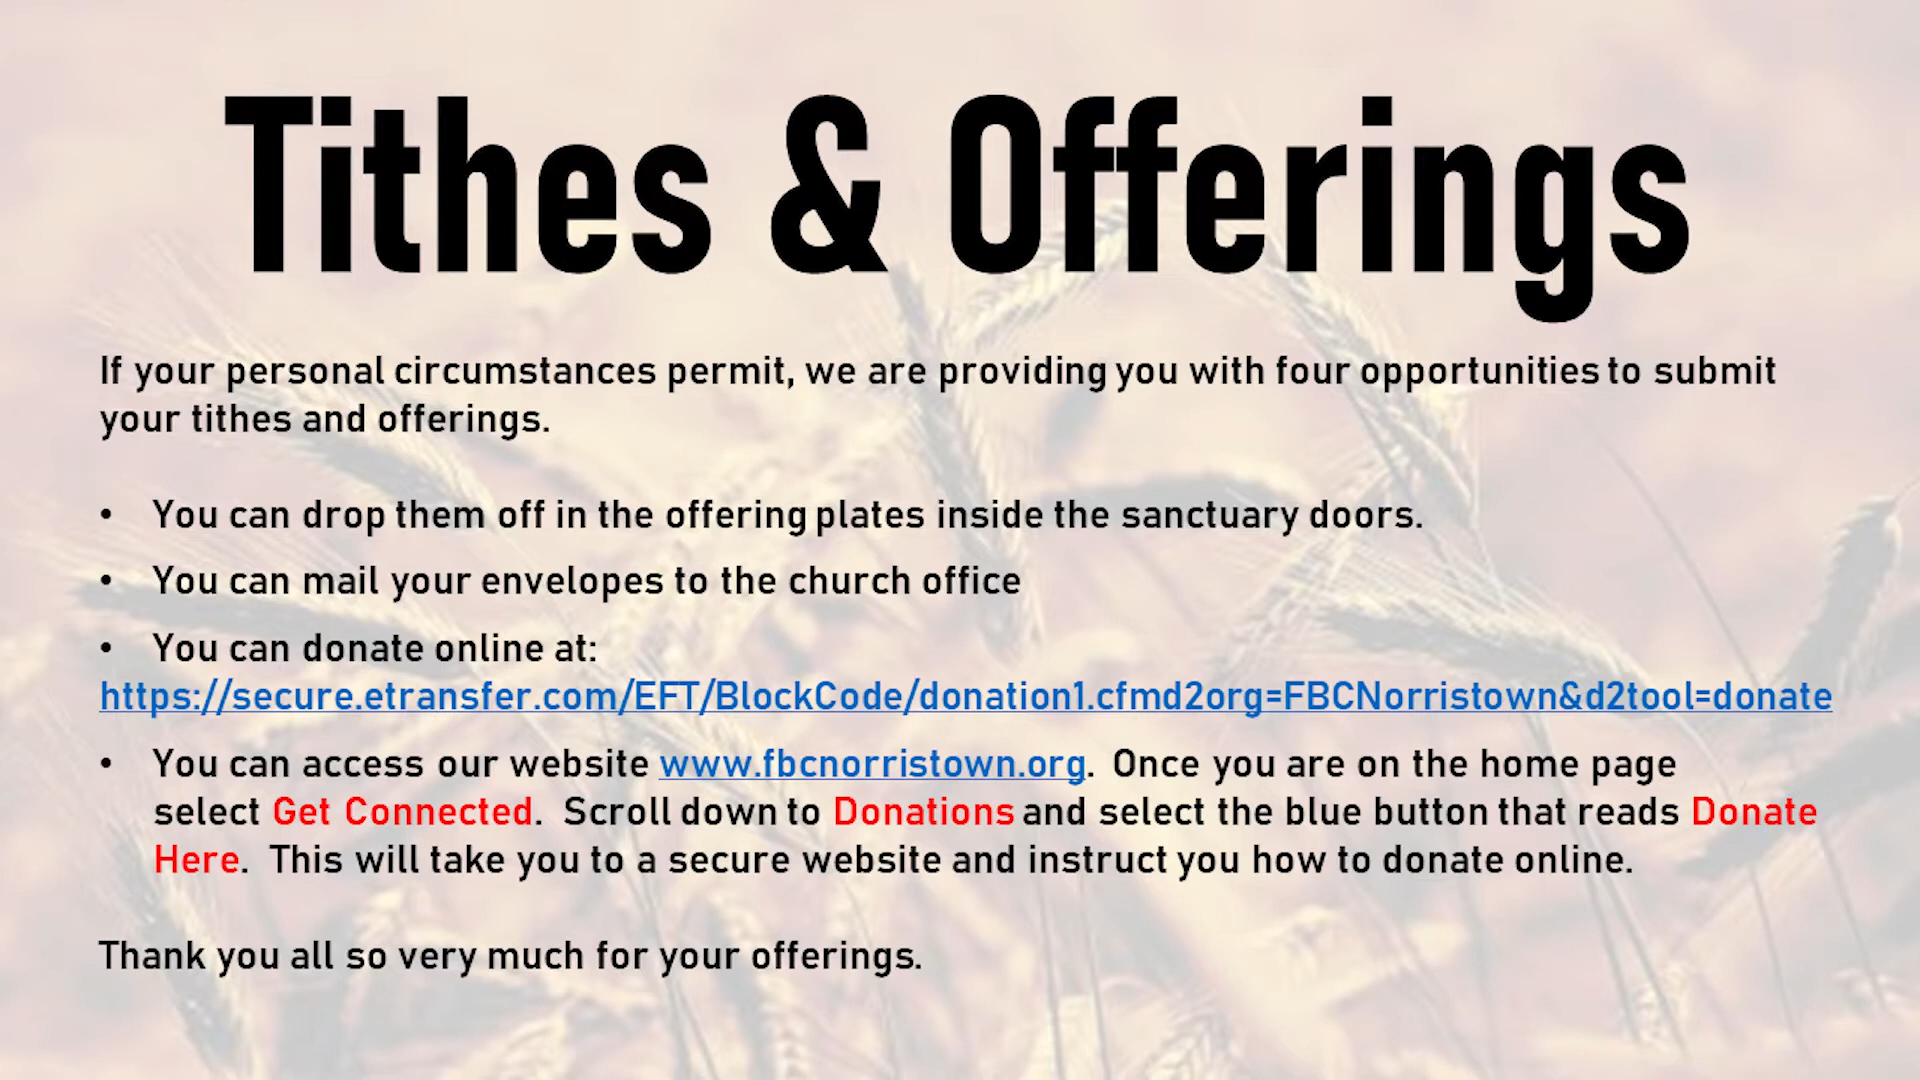 Tithes & Offerings
If your personal circumstances permit, we are providing you with four opportunities to submit
your tithes and offerings.
• You can drop them off in the offering plates inside the sanctuary doors.
• You can mail your envelopes to the church office
• You can donate online at:
https://secure.etransfer.com/EFT/BlockCode/donation1.cfmd2org=FBCNorristown&d2tool=donate
• You can access our website www.fbcnorristown.org.  Once you are on the home page
select Get Connected.  Scroll down to Donations and select the blue button that reads Donate
Here.  This will take you to a secure website and instruct you how to donate online.
Thank you all so very much for your offerings.